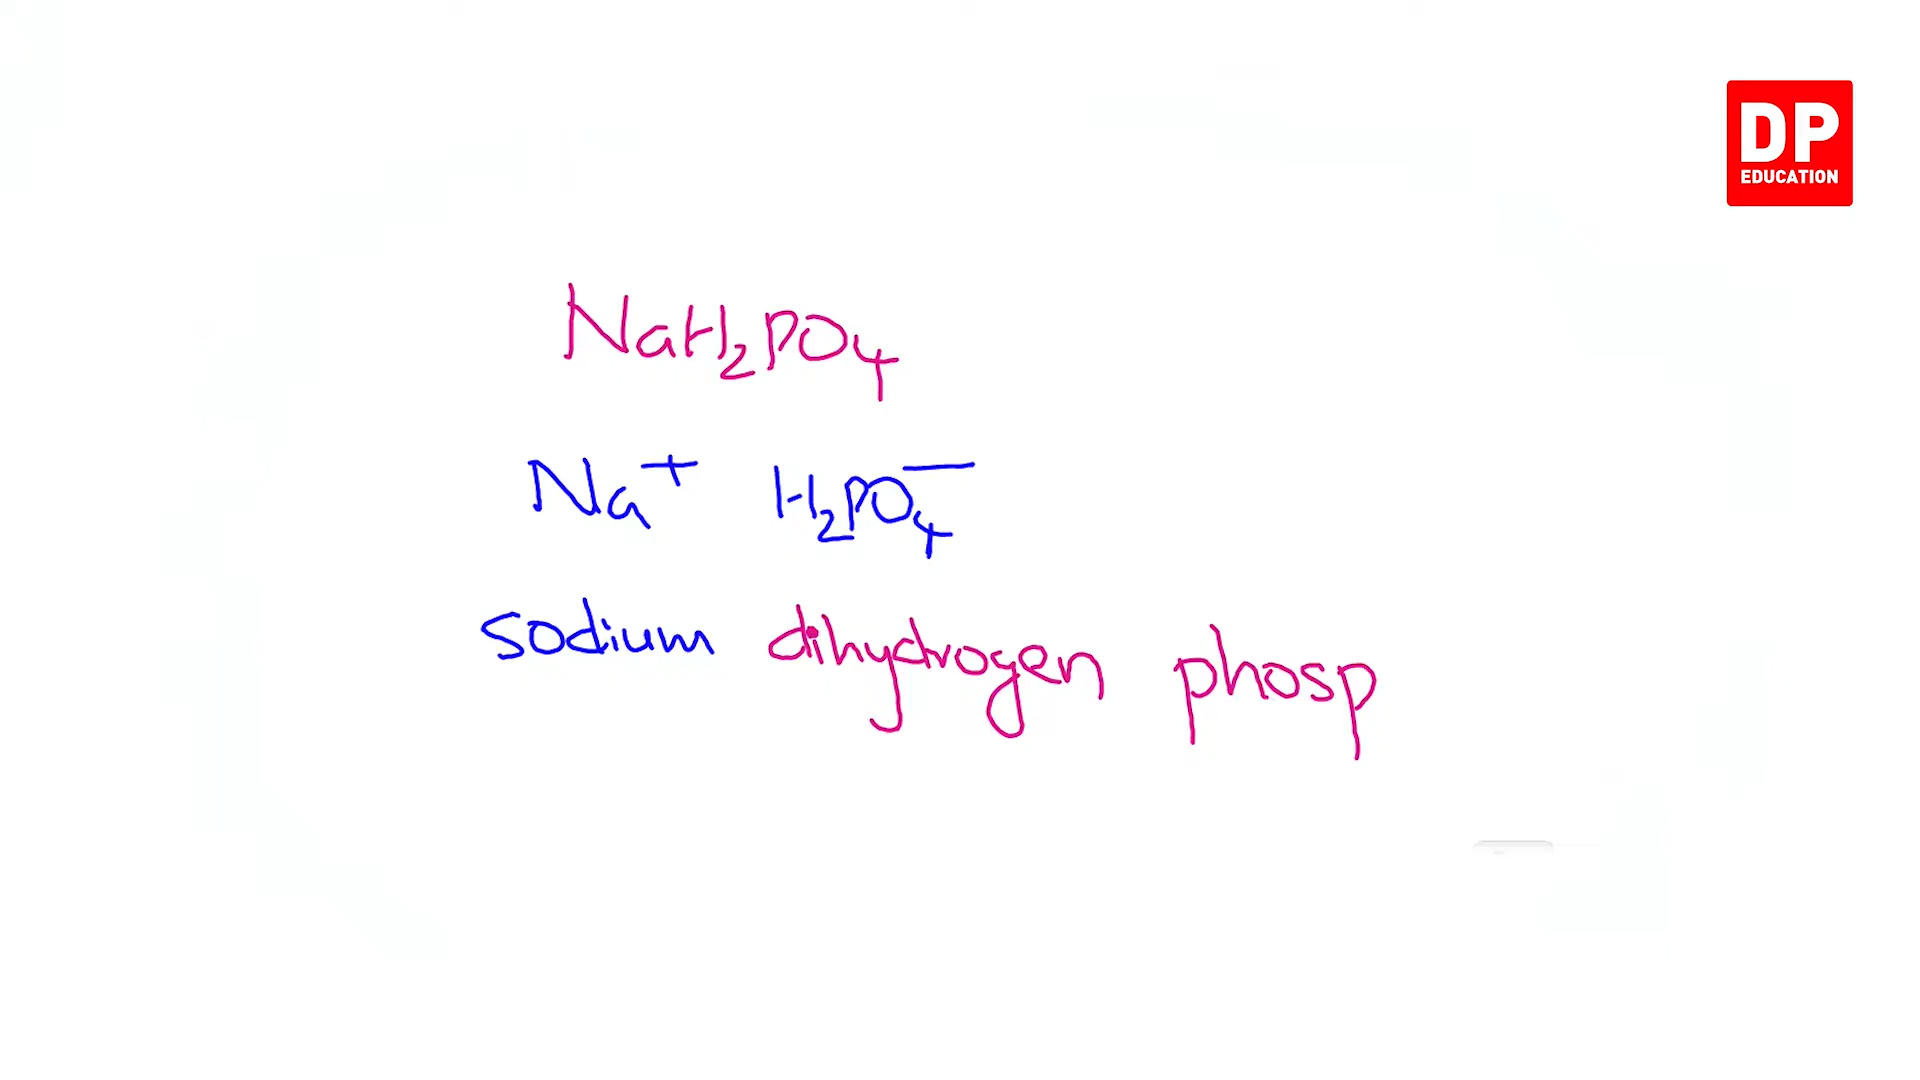 DP
EDUCATION
NaH₂PO₄
Na⁺ H₂PO₄⁻
sodium dihydrogen phosp